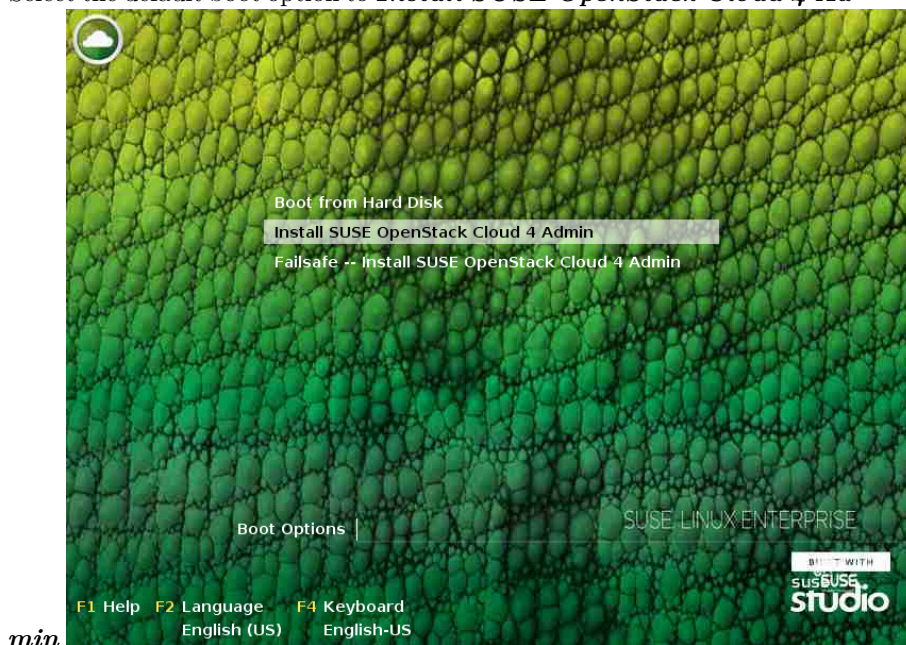 Select the default boot option to Install SUSE OpenStack Cloud 4 Ad-
Boot from Hard Disk
Install SUSE OpenStack Cloud 4 Admin
Failsafe -- Install SUSE OpenStack Cloud 4 Admin
Boot Options
SUSE LINUX ENTERPRISE
BUILT WITH
SUSE
studio
F1 Help F2 Language F4 Keyboard
English (US) English-US
min